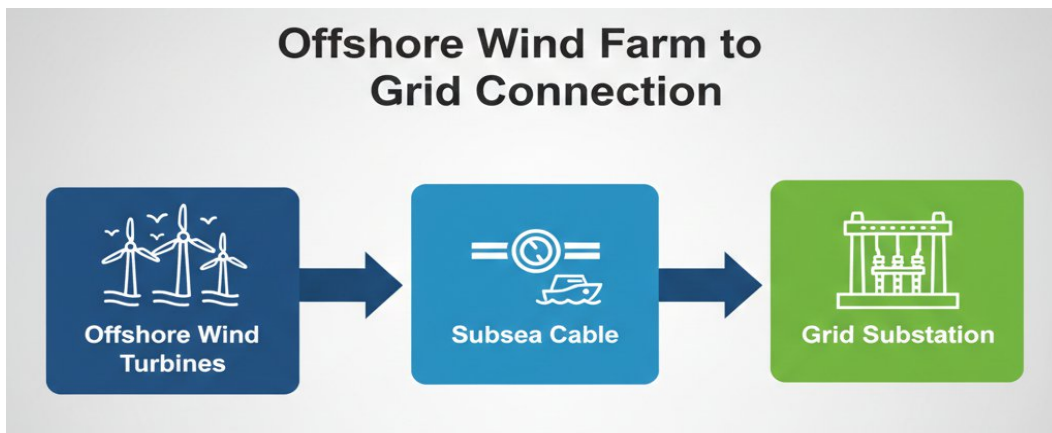 Offshore Wind Farm to
Grid Connection
Offshore Wind
Turbines
Subsea Cable
Grid Substation